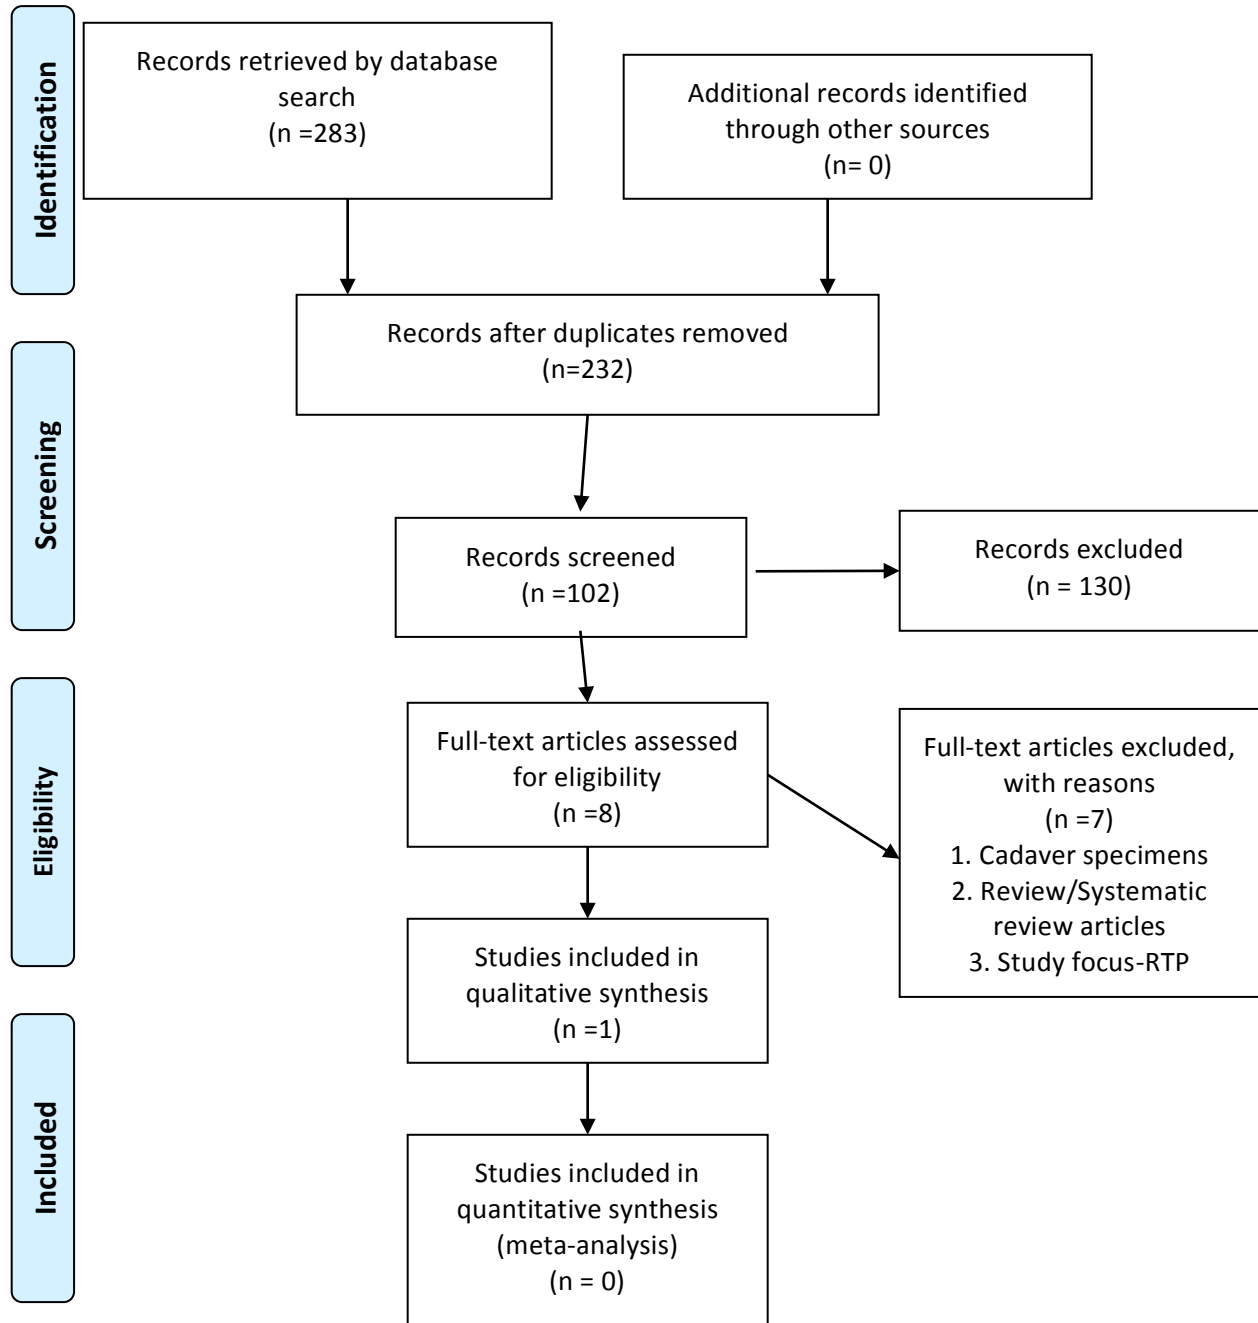 Identification
Records retrieved by database
search
(n =283)
Additional records identified
through other sources
(n= 0)
Records after duplicates removed
(n=232)
Screening
Records screened
(n =102)
Records excluded
(n = 130)
Eligibility
Full-text articles assessed
for eligibility
(n =8)
Full-text articles excluded,
with reasons
(n =7)
1. Cadaver specimens
2. Review/Systematic
review articles
3. Study focus-RTP
Studies included in
qualitative synthesis
(n =1)
Included
Studies included in
quantitative synthesis
(meta-analysis)
(n = 0)